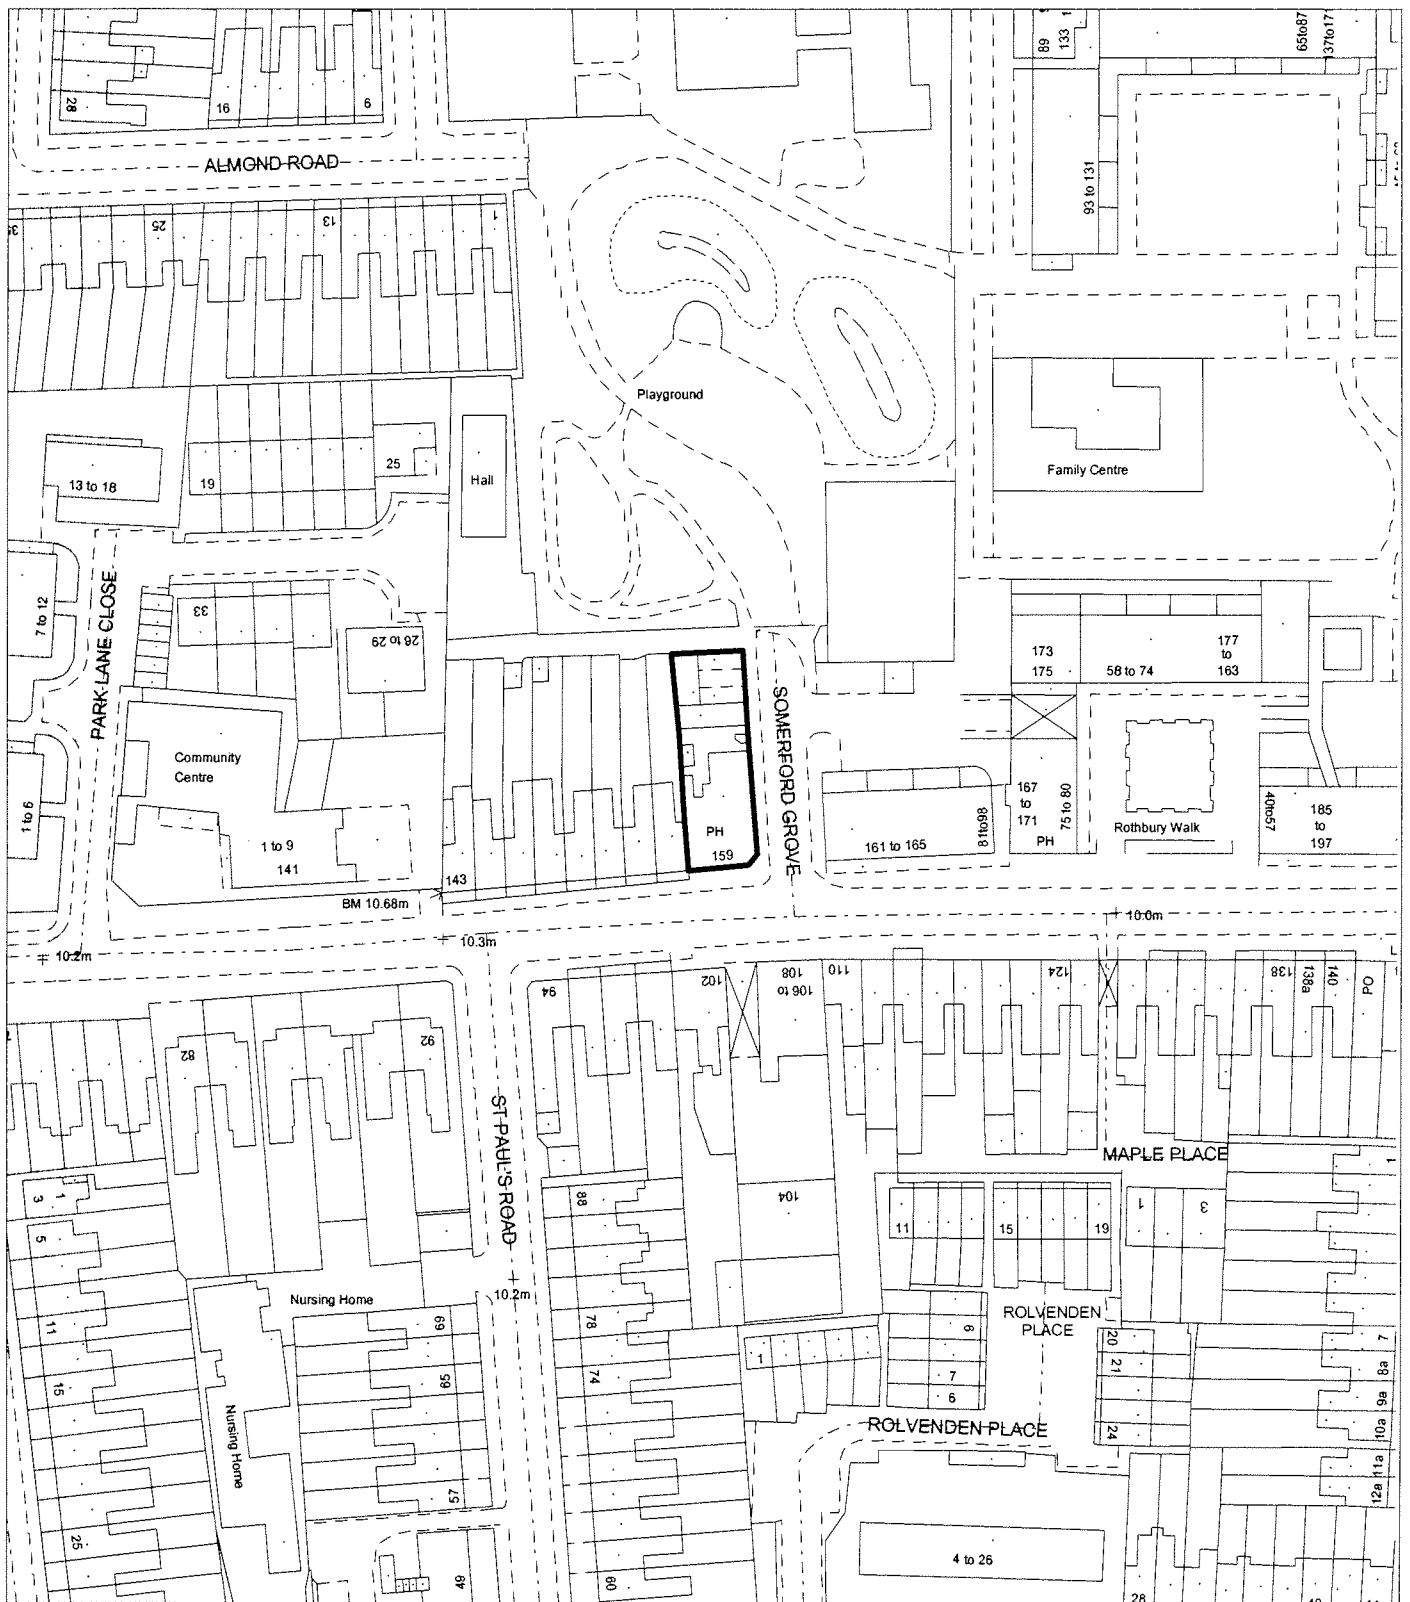 89
133
65to87
137to17
28
16
6
ALMOND ROAD
93 to 131
25
13
1
Playground
Family Centre
13 to 18
19
25
Hall
PARK LANE CLOSE
7 to 12
33
26 to 29
173
175
58 to 74
177
to
163
SOMERFORD GROVE
Community
Centre
1 to 6
1 to 9
141
143
BM 10.68m
PH
159
161 to 165
81to98
167
to
171
PH
75 to 80
Rothbury Walk
40to57
185
to
197
10.2m
10.3m
10.0m
94
102
106 to
108
110
124
138
138a
140
PO
L
82
92
ST PAUL'S ROAD
MAPLE PLACE
1
3
1
5
88
104
11
15
19
1
3
10.2m
Nursing Home
ROLVENDEN
PLACE
11
15
25
Nursing Home
69
65
57
49
78
74
60
1
9
7
6
20
21
24
7
8a
9a
10a
11a
12a
ROLVENDEN PLACE
4 to 26
28